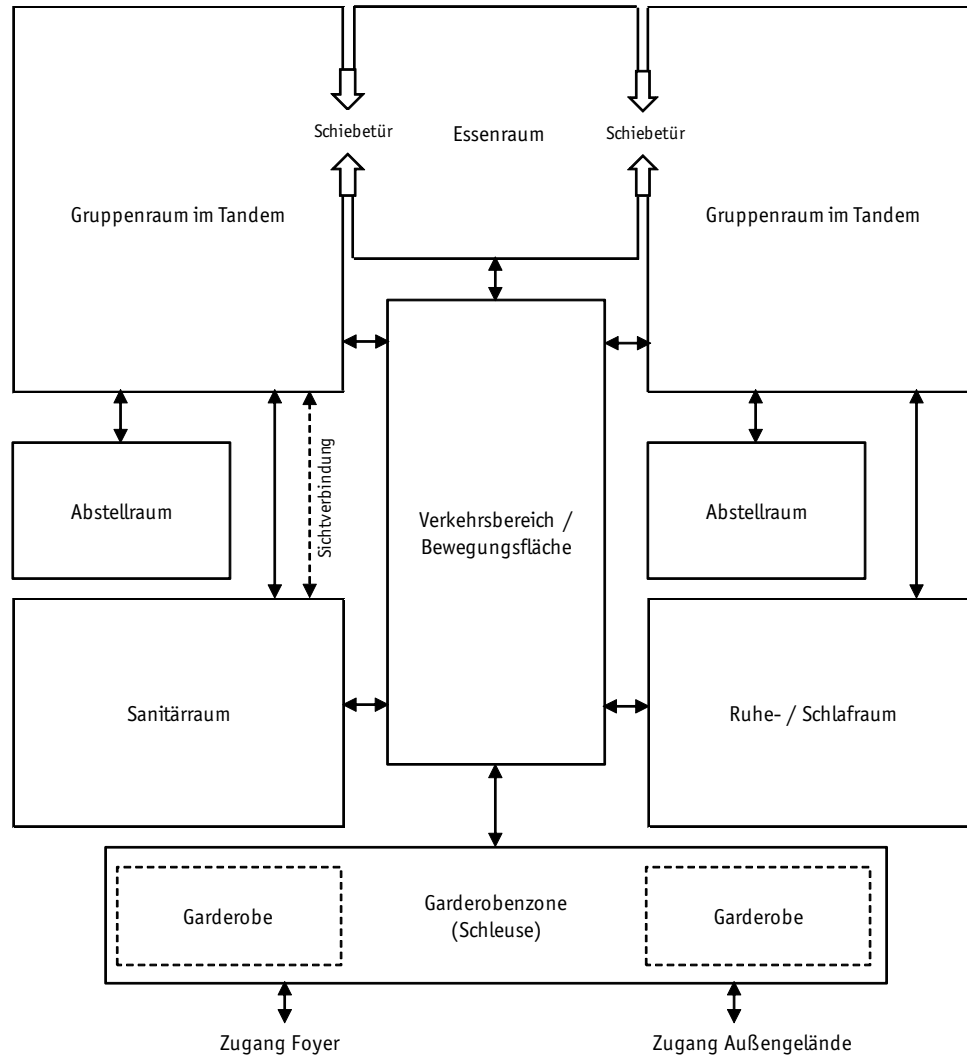 Schiebetür
Essenraum
Schiebetür
Gruppenraum im Tandem
Gruppenraum im Tandem
Sichtverbindung
Abstellraum
Verkehrsbereich /
Bewegungsfläche
Abstellraum
Sanitärraum
Ruhe- / Schlafraum
Garderobe
Garderobenzone
(Schleuse)
Garderobe
Zugang Foyer
Zugang Außengelände